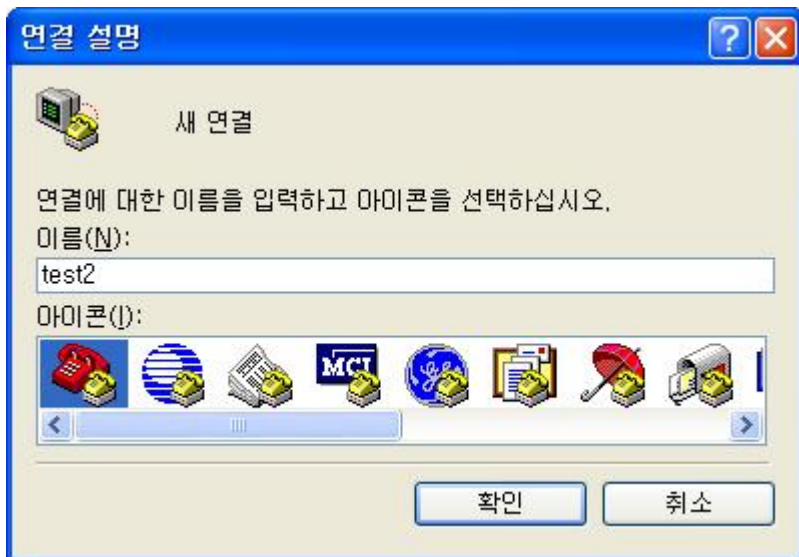 연결 설명
새 연결
연결에 대한 이름을 입력하고 아이콘을 선택하십시오.
이름(N):
test2
아이콘(I):
MCI
확인
취소